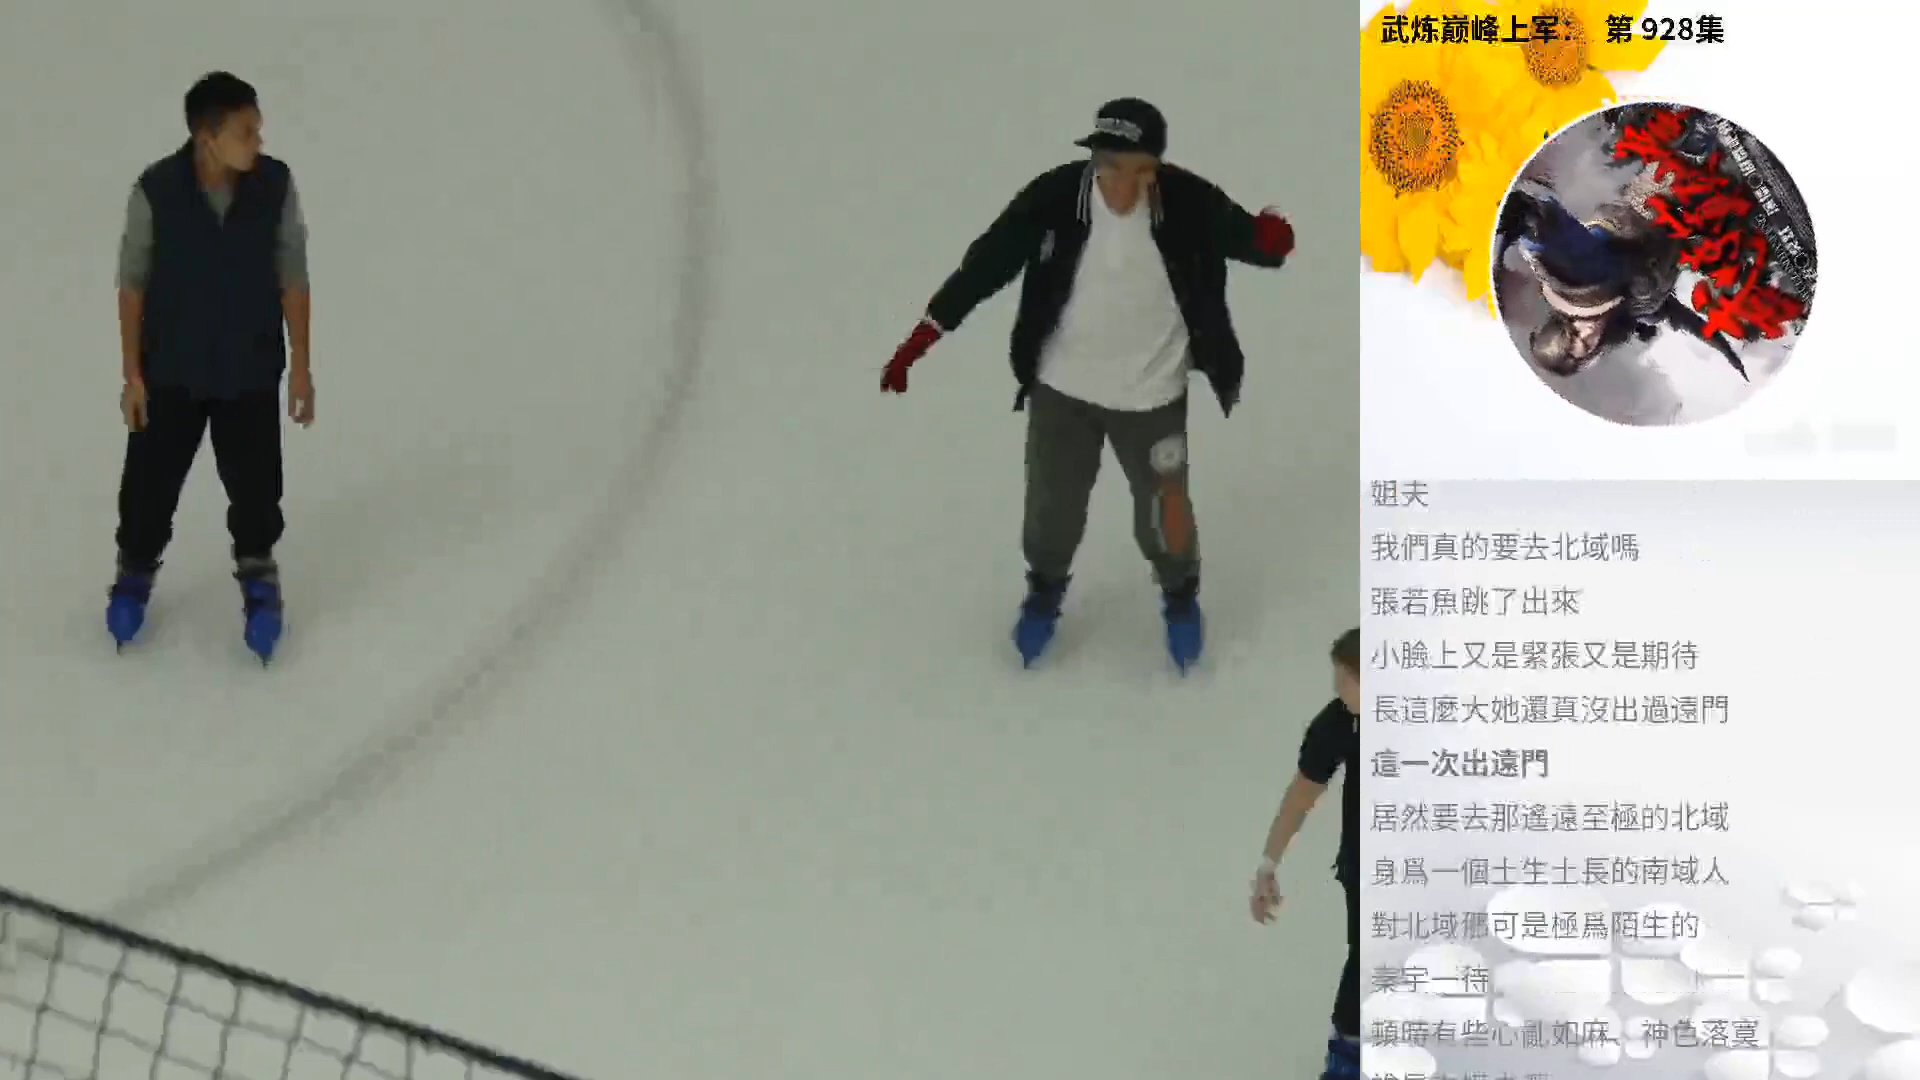 武炼巅峰上军： 第 928集
姐夫
我們真的要去北域嗎
張若魚跳了出來
小臉上又是緊張又是期待
長這麼大她還真沒出過遠門
這一次出遠門
居然要去那遙遠至極的北域
身爲一個土生土長的南域人
對北域那可是極爲陌生的
秦宇一待
頓時有些心亂如麻、神色落寞